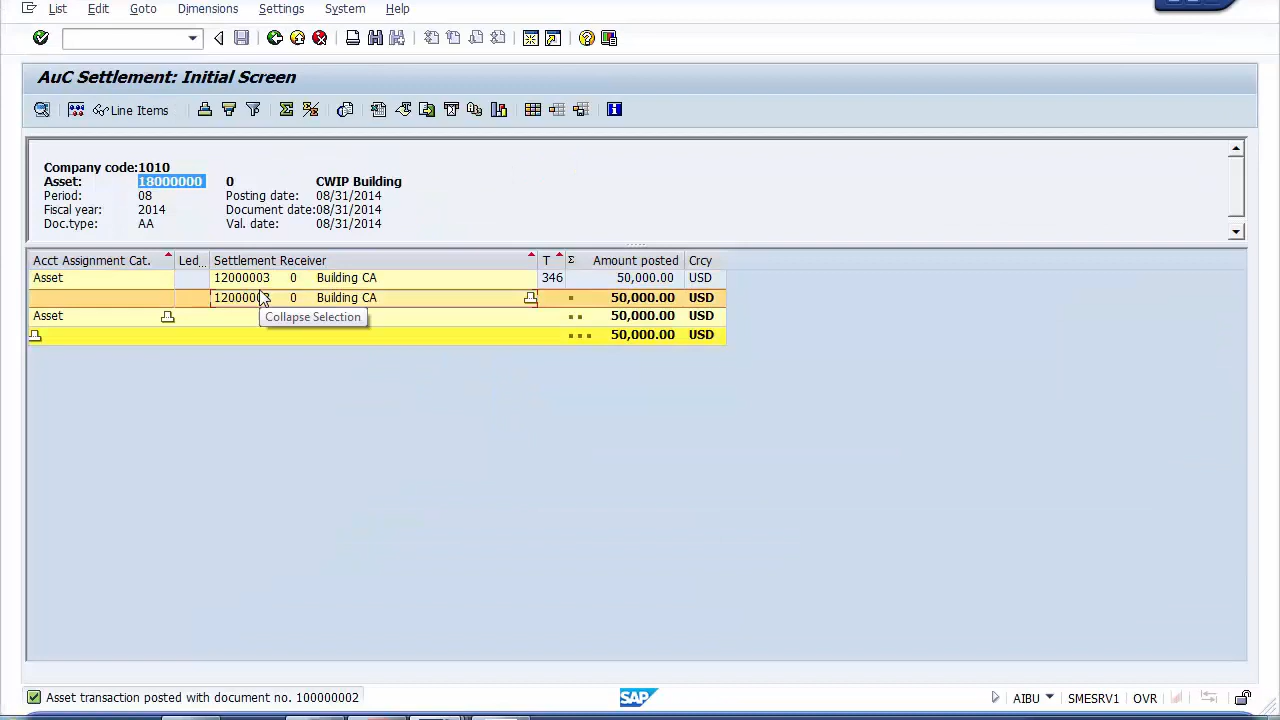 List Edit Goto Defaults Settings System Help
AuC Settlement: Initial Screen
Line Items
Company code:1010
Asset: 18000000 0 CWIP Building
Period: 08 Posting date: 08/31/2014
Fiscal year: 2014 Document date:08/31/2014
Doc.type: AA Val. date: 08/31/2014
Acct Assignment Cat. Led... Settlement Receiver T Σ Amount posted Crcy
Asset 12000003 0 Building CA 346 50,000.00 USD
12000003 0 Building CA 50,000.00 USD
Collapse Selection
Asset 50,000.00 USD
50,000.00 USD
Asset transaction posted with document no. 100000002 SAP AIBU SMESRV1 OVR